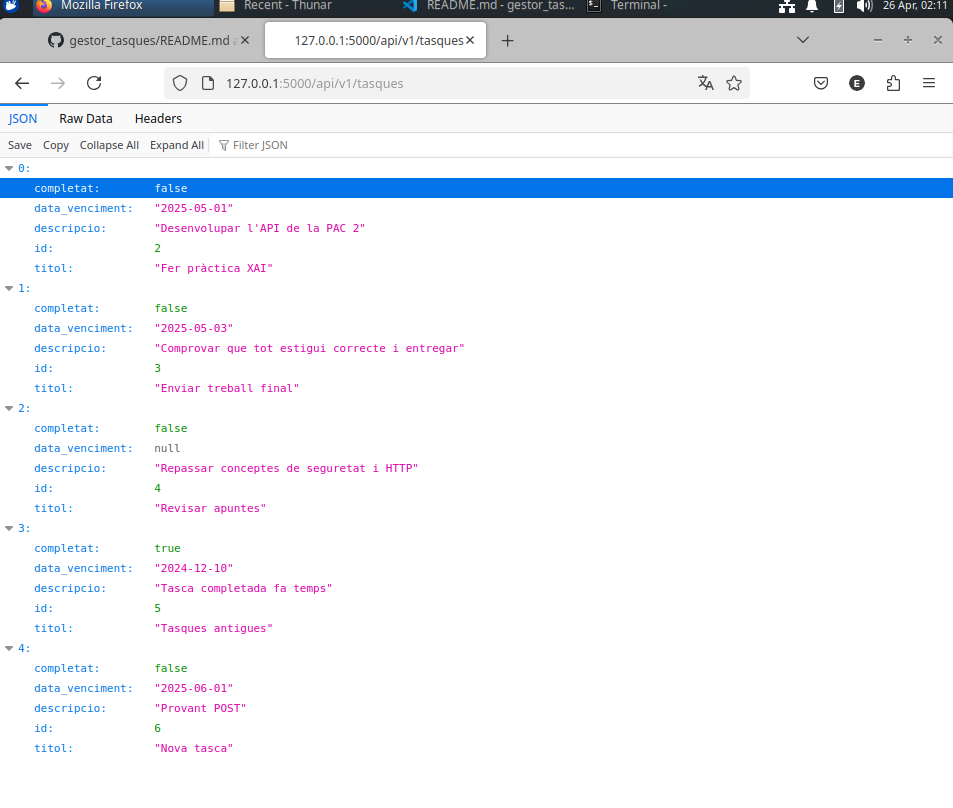 Mozilla Firefox Recent - Thunar README.md - gestor_tas... Terminal - 26 Apr, 02:11
gestor_tasques/README.md 127.0.0.1:5000/api/v1/tasques
127.0.0.1:5000/api/v1/tasques
E
JSON Raw Data Headers
Save Copy Collapse All Expand All Filter JSON
0:
completat: false
data_venciment: "2025-05-01"
descripcio: "Desenvolupar l'API de la PAC 2"
id: 2
titol: "Fer pràctica XAI"
1:
completat: false
data_venciment: "2025-05-03"
descripcio: "Comprovar que tot estigui correcte i entregar"
id: 3
titol: "Enviar treball final"
2:
completat: false
data_venciment: null
descripcio: "Repassar conceptes de seguretat i HTTP"
id: 4
titol: "Revisar apuntes"
3:
completat: true
data_venciment: "2024-12-10"
descripcio: "Tasca completada fa temps"
id: 5
titol: "Tasques antigues"
4:
completat: false
data_venciment: "2025-06-01"
descripcio: "Provant POST"
id: 6
titol: "Nova tasca"